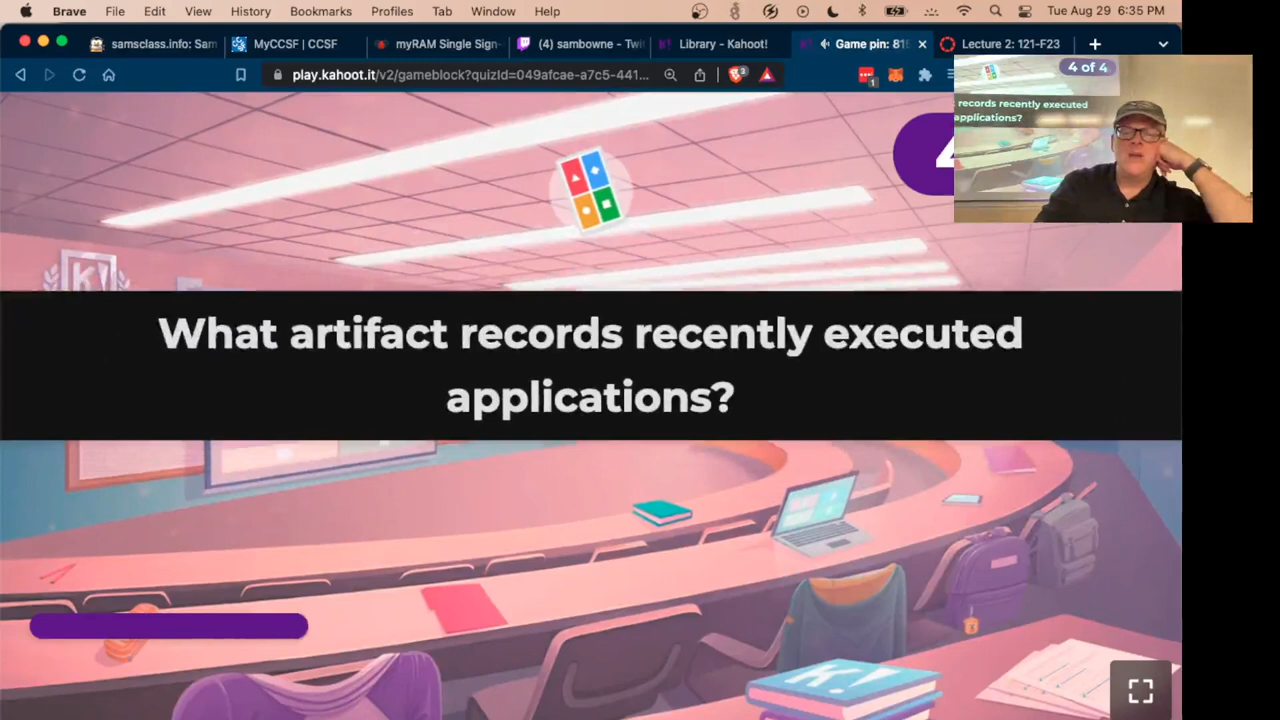 Brave File Edit View History Bookmarks Profiles Tab Window Help Tue Aug 29 6:35 PM
samsclass.info: Sam MyCCSF | CCSF myRAM Single Sign- (4) sambowne - Twi Library - Kahoot! Game pin: 81 Lecture 2: 121-F23
play.kahoot.it/v2/gameblock?quizId=049afcae-a7c5-441... 3 1
4 of 4
records recently executed
applications?
4
K!
What artifact records recently executed
applications?
K!